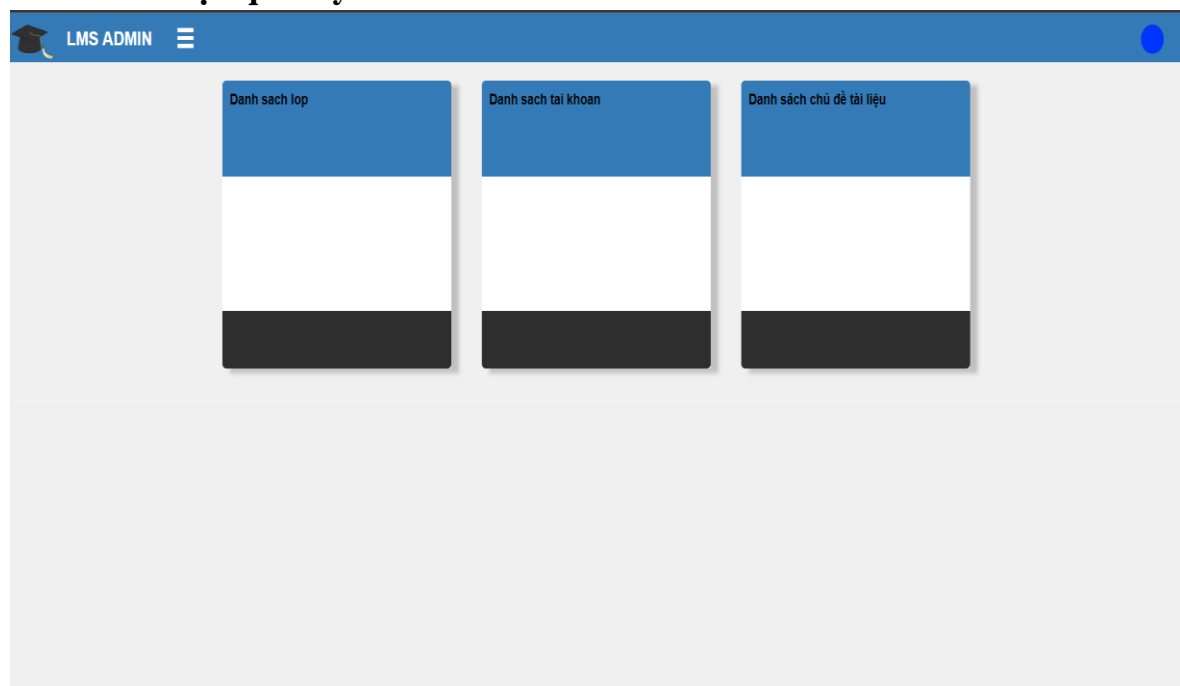 LMS ADMIN
Danh sach lop
Danh sach tai khoan
Danh sách chủ đề tài liệu